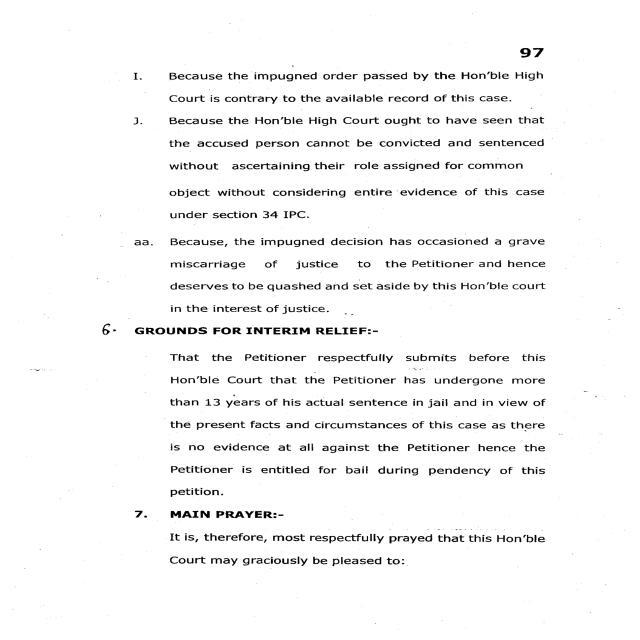 97
I. Because the impugned order passed by the Hon'ble High
Court is contrary to the available record of this case.
J. Because the Hon'ble High Court ought to have seen that
the accused person cannot be convicted and sentenced
without ascertaining their role assigned for common
object without considering entire evidence of this case
under section 34 IPC.
aa. Because, the impugned decision has occasioned a grave
miscarriage of justice to the Petitioner and hence
deserves to be quashed and set aside by this Hon'ble court
in the interest of justice.
6. GROUNDS FOR INTERIM RELIEF:-
That the Petitioner respectfully submits before this
Hon'ble Court that the Petitioner has undergone more
than 13 years of his actual sentence in jail and in view of
the present facts and circumstances of this case as there
is no evidence at all against the Petitioner hence the
Petitioner is entitled for bail during pendency of this
petition.
7. MAIN PRAYER:-
It is, therefore, most respectfully prayed that this Hon'ble
Court may graciously be pleased to: